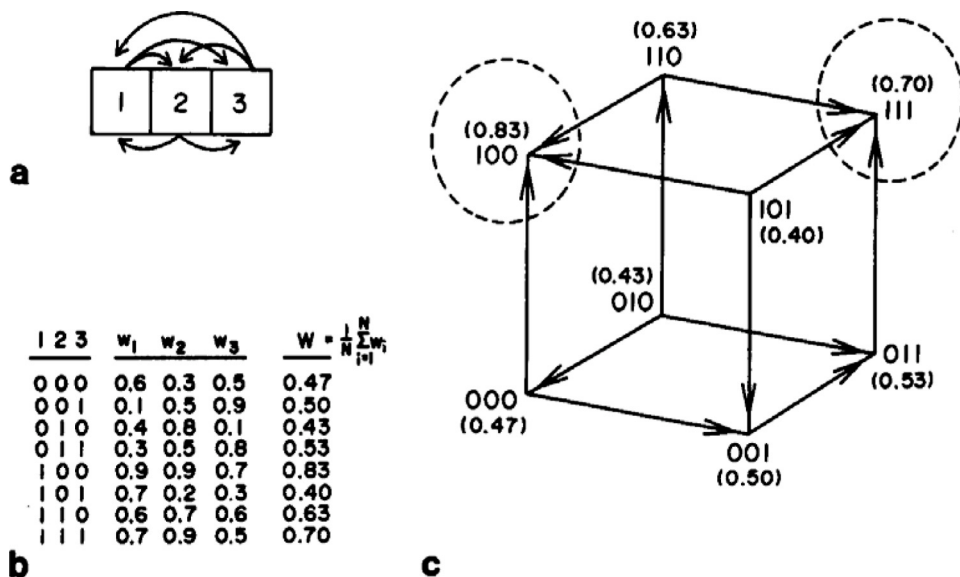 1 2 3
a
1 2 3 w1 w2 w3 W = 1/N Σ i=1 N wi
0 0 0 0.6 0.3 0.5 0.47
0 0 1 0.1 0.5 0.9 0.50
0 1 0 0.4 0.8 0.1 0.43
0 1 1 0.3 0.5 0.8 0.53
1 0 0 0.9 0.9 0.7 0.83
1 0 1 0.7 0.2 0.3 0.40
1 1 0 0.6 0.7 0.6 0.63
1 1 1 0.7 0.9 0.5 0.70
b
(0.63)
110
(0.70)
111
(0.83)
100
101
(0.40)
(0.43)
010
011
(0.53)
000
(0.47)
001
(0.50)
c